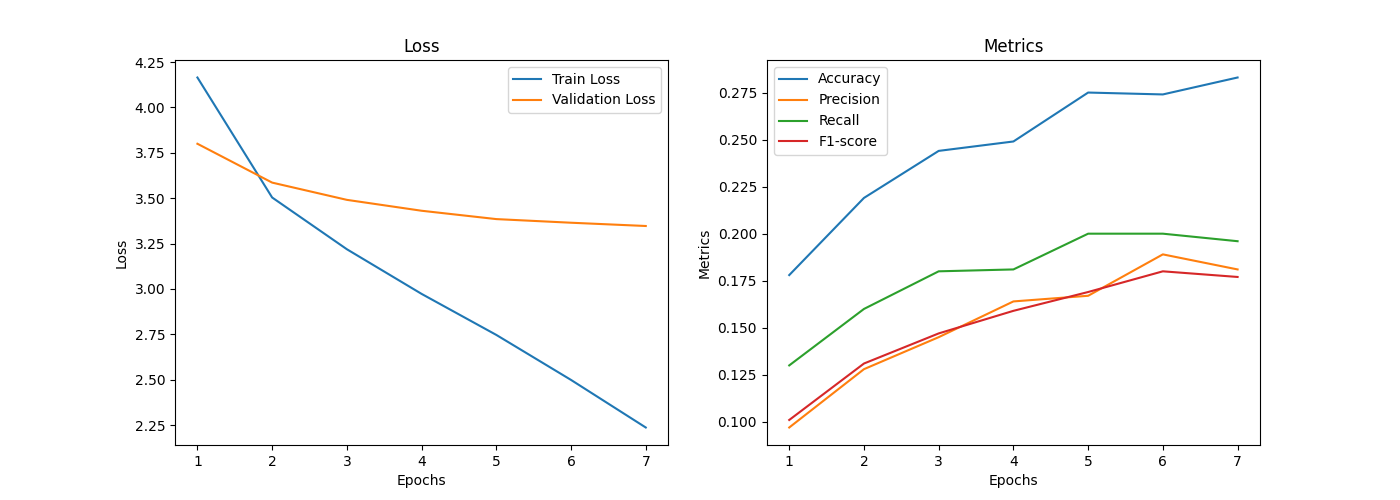 Loss
Train Loss
Validation Loss
4.25
4.00
3.75
3.50
3.25
3.00
2.75
2.50
2.25
Loss
1 2 3 4 5 6 7
Epochs
Metrics
Accuracy
Precision
Recall
F1-score
0.275
0.250
0.225
0.200
0.175
0.150
0.125
0.100
Metrics
1 2 3 4 5 6 7
Epochs